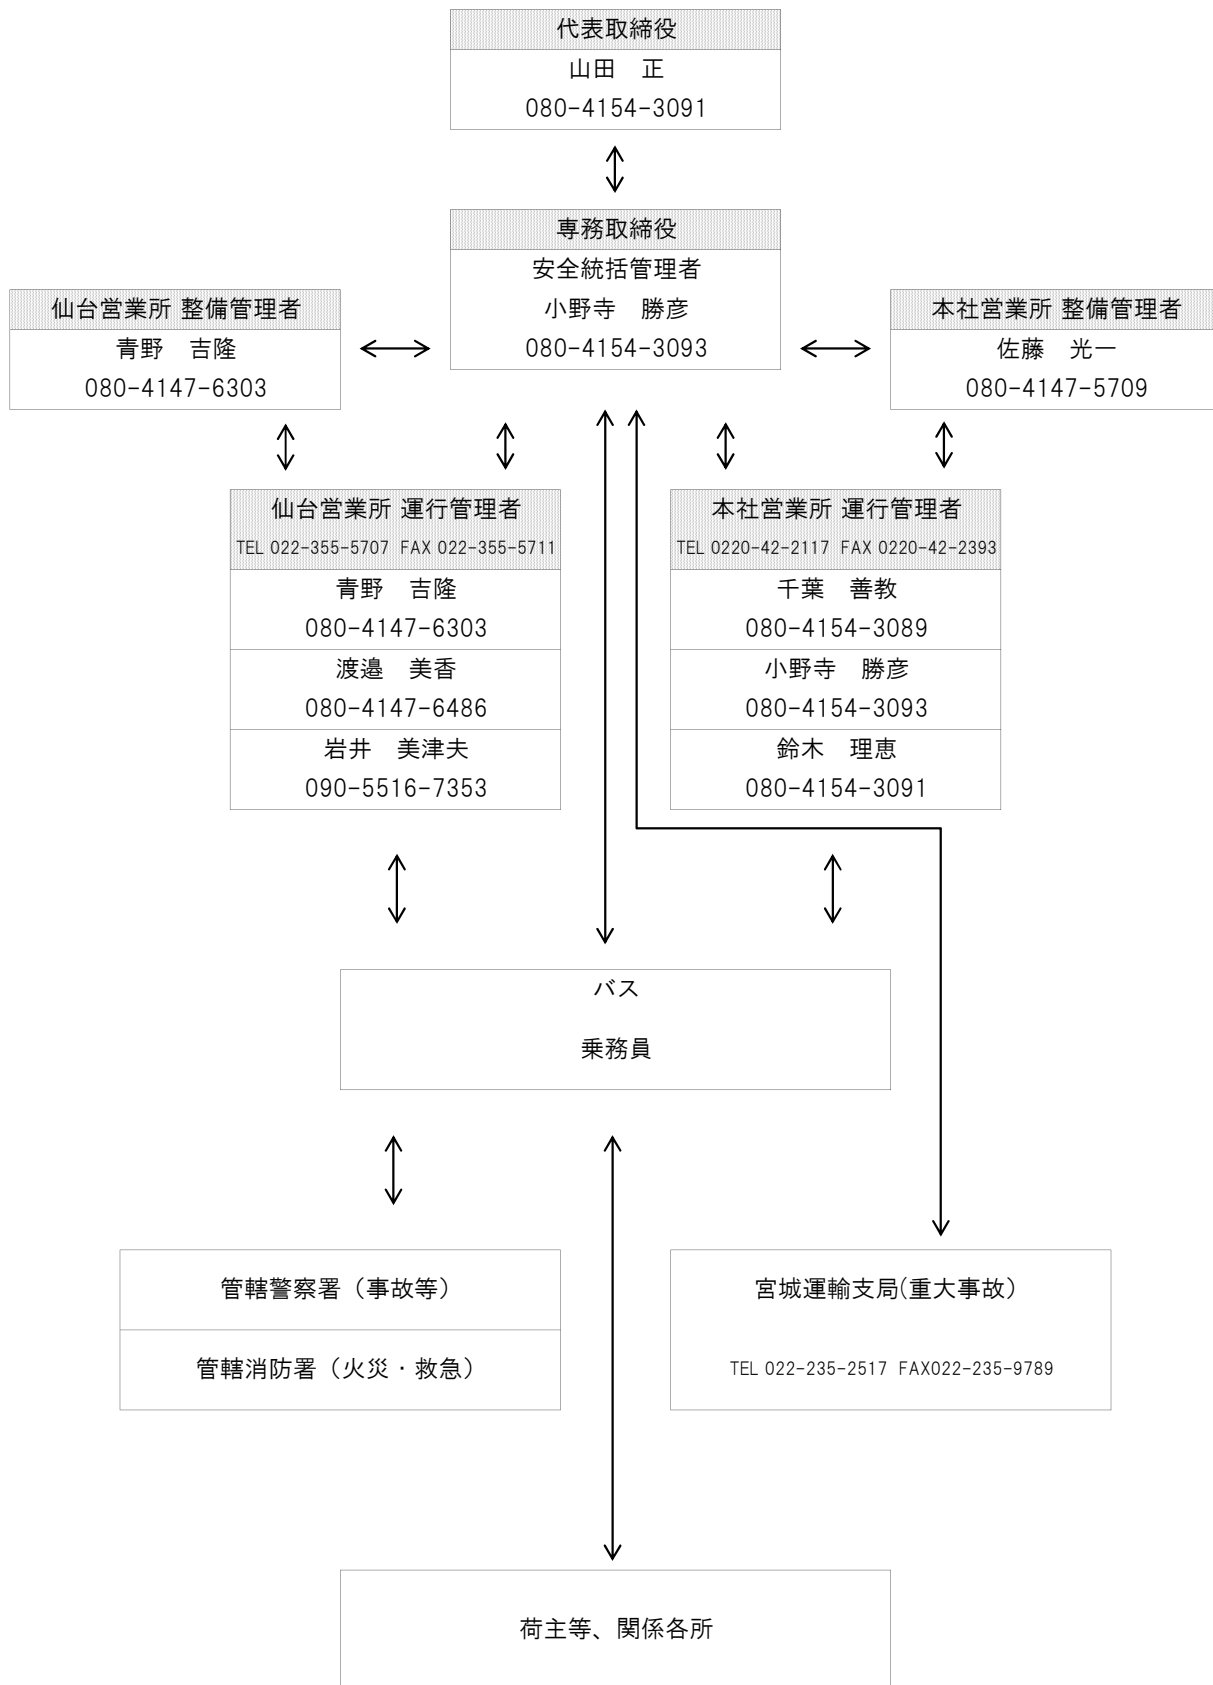 代表取締役
山田　正
080-4154-3091
専務取締役
安全統括管理者
小野寺　勝彦
080-4154-3093
仙台営業所 整備管理者
青野　吉隆
080-4147-6303
本社営業所 整備管理者
佐藤　光一
080-4147-5709
仙台営業所 運行管理者
TEL 022-355-5707 FAX 022-355-5711
青野　吉隆
080-4147-6303
渡邉　美香
080-4147-6486
岩井　美津夫
090-5516-7353
本社営業所 運行管理者
TEL 0220-42-2117 FAX 0220-42-2393
千葉　善教
080-4154-3089
小野寺　勝彦
080-4154-3093
鈴木　理恵
080-4154-3091
バス
乗務員
管轄警察署（事故等）
管轄消防署（火災・救急）
宮城運輸支局(重大事故）
TEL 022-235-2517 FAX022-235-9789
荷主等、関係各所